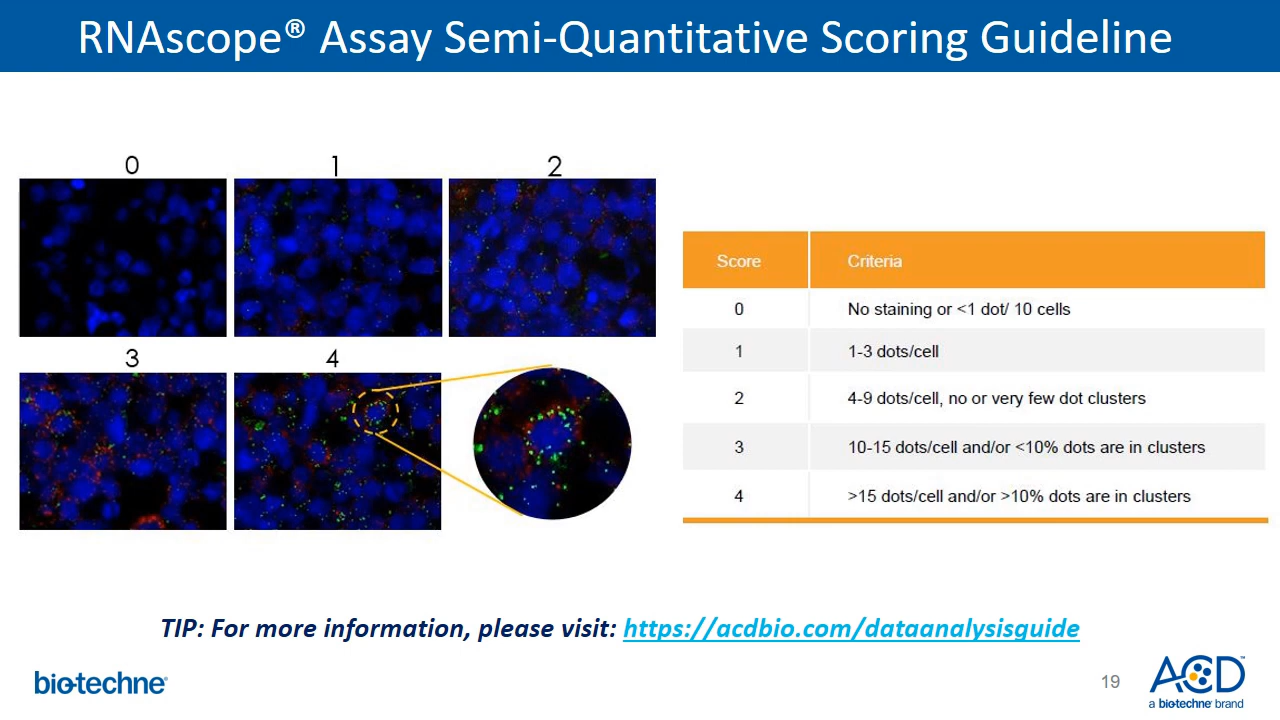 RNAscope® Assay Semi-Quantitative Scoring Guideline
0
1
2
3
4
Score Criteria
0 No staining or <1 dot/ 10 cells
1 1-3 dots/cell
2 4-9 dots/cell, no or very few dot clusters
3 10-15 dots/cell and/or <10% dots are in clusters
4 >15 dots/cell and/or >10% dots are in clusters
TIP: For more information, please visit: https://acdbio.com/dataanalysisguide
bio-techne®
19
ACD™
a bio-techne brand